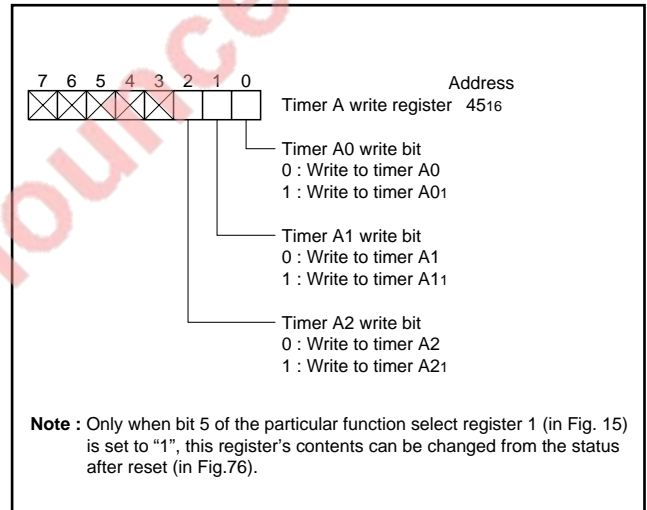 7 6 5 4 3 2 1 0
Address
Timer A write register 45₁₆
Timer A0 write bit
0 : Write to timer A0
1 : Write to timer A0₁
Timer A1 write bit
0 : Write to timer A1
1 : Write to timer A1₁
Timer A2 write bit
0 : Write to timer A2
1 : Write to timer A2₁
Note : Only when bit 5 of the particular function select register 1 (in Fig. 15)
is set to “1”, this register’s contents can be changed from the status
after reset (in Fig.76).
ounce